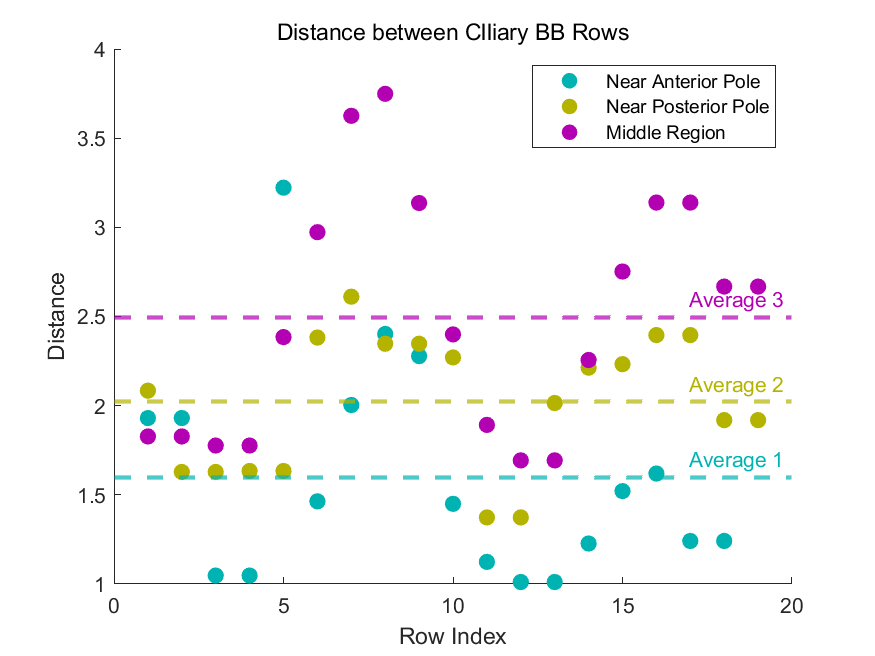 Distance between CIliary BB Rows
Near Anterior Pole
Near Posterior Pole
Middle Region
4
3.5
3
2.5
2
1.5
1
Distance
Average 3
Average 2
Average 1
0
5
10
15
20
Row Index